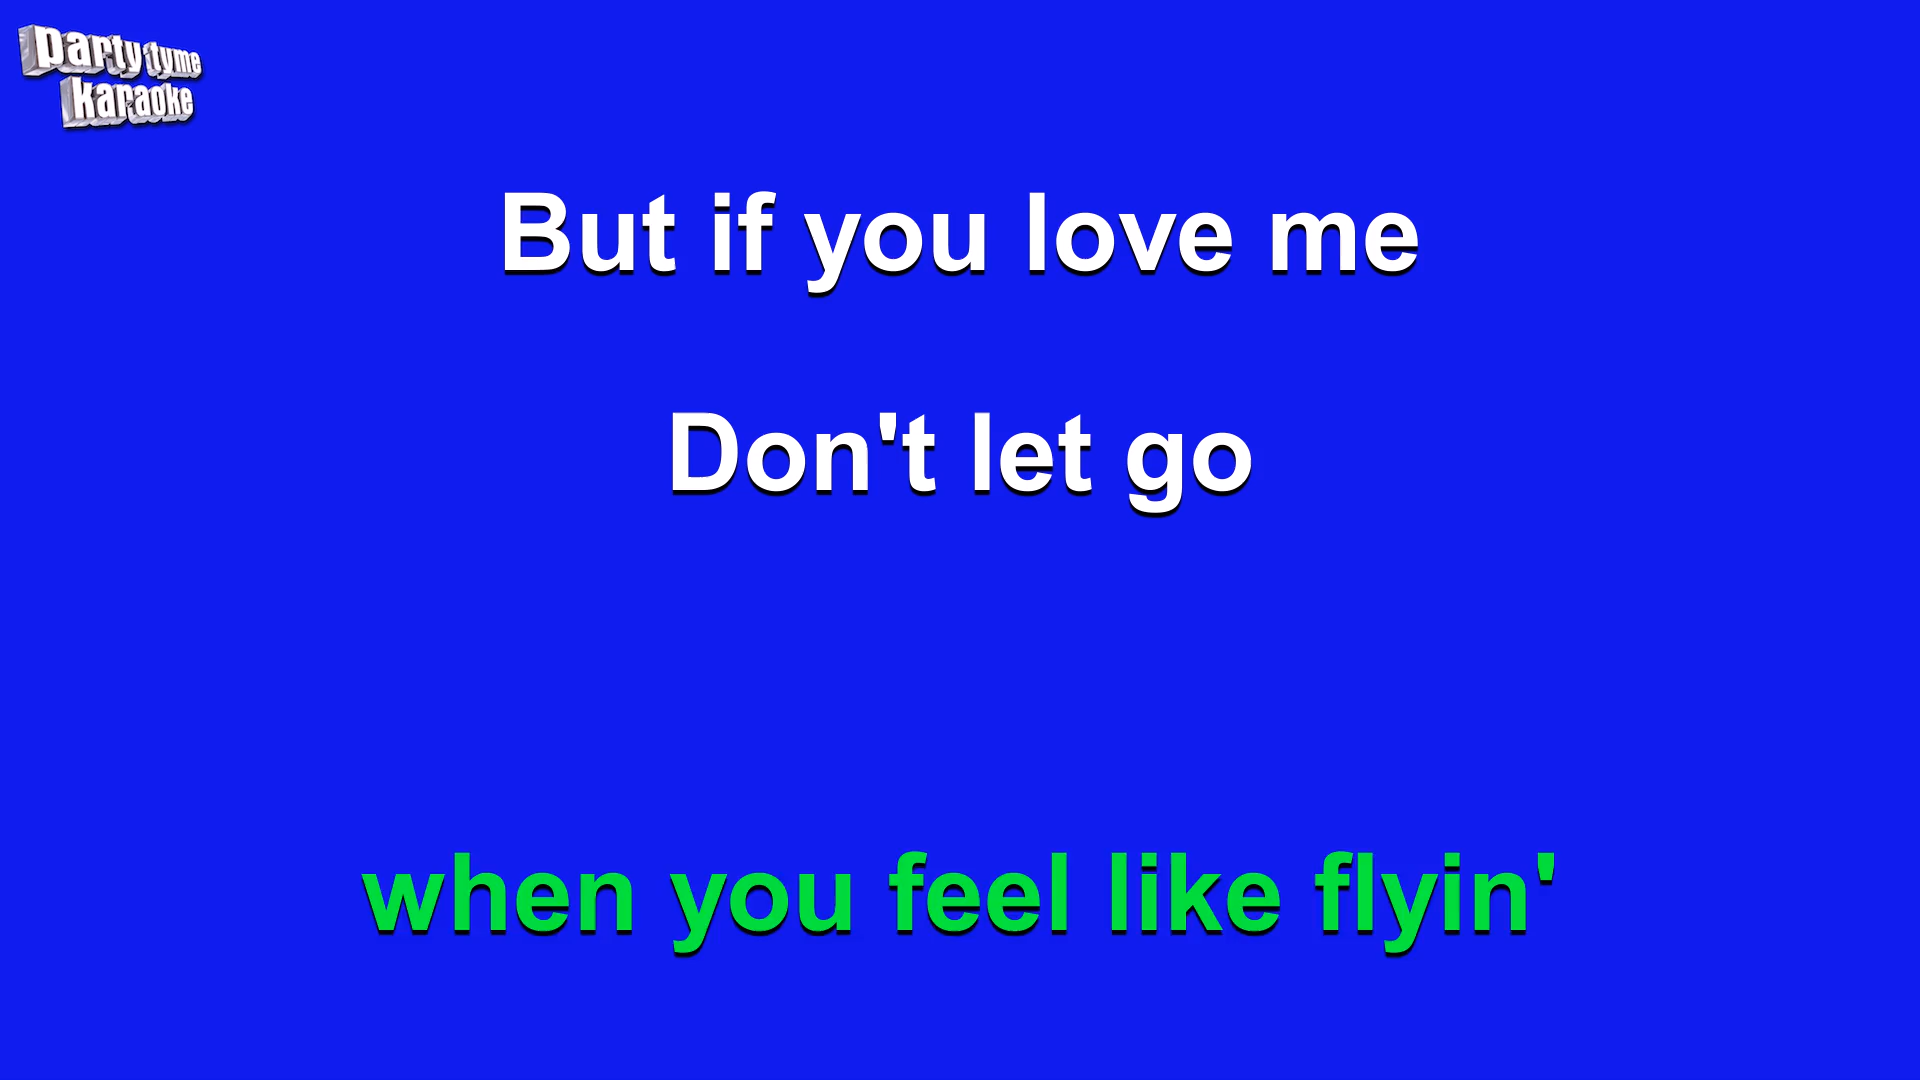 party tyme
karaoke
But if you love me
Don't let go
when you feel like flyin'